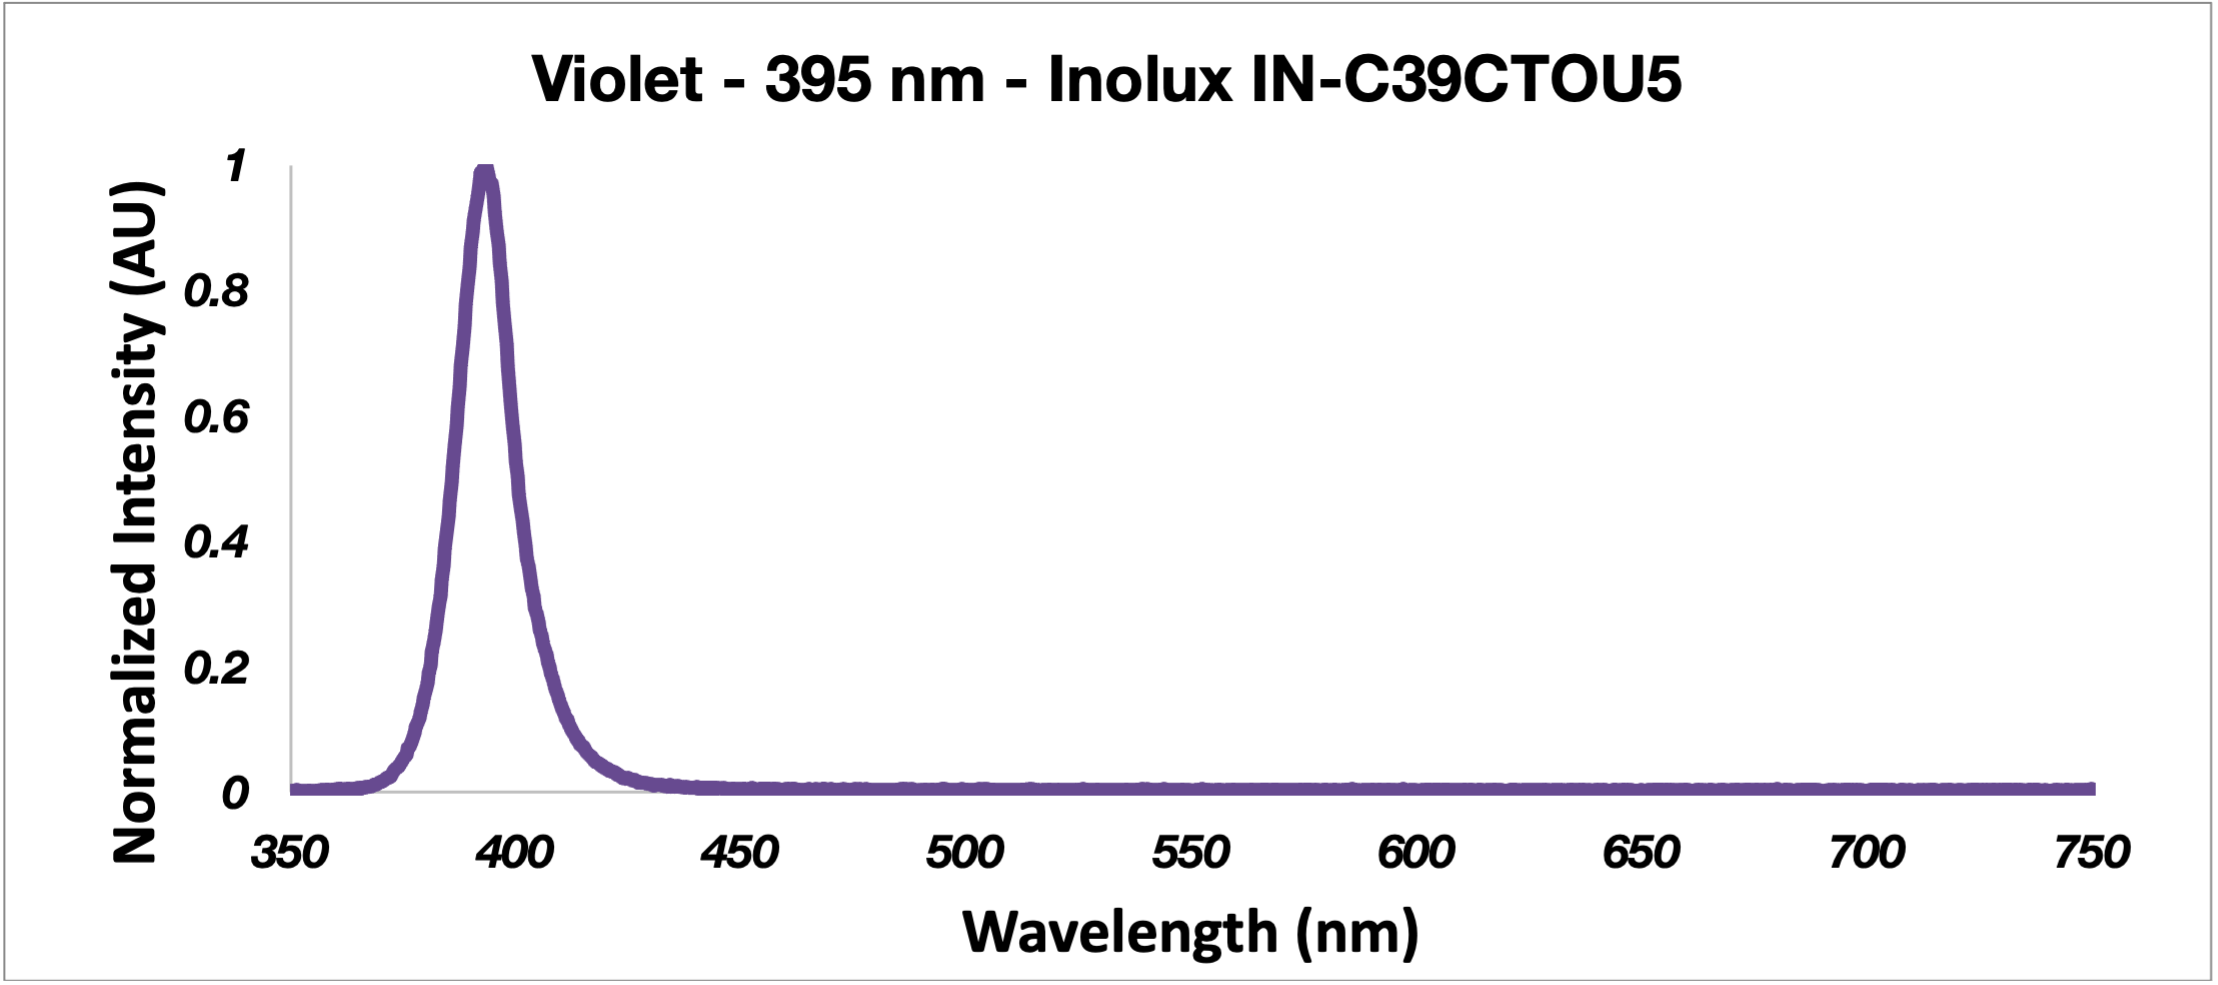 Violet - 395 nm - Inolux IN-C39CTOU5
Normalized Intensity (AU)
1
0.8
0.6
0.4
0.2
0
350 400 450 500 550 600 650 700 750
Wavelength (nm)